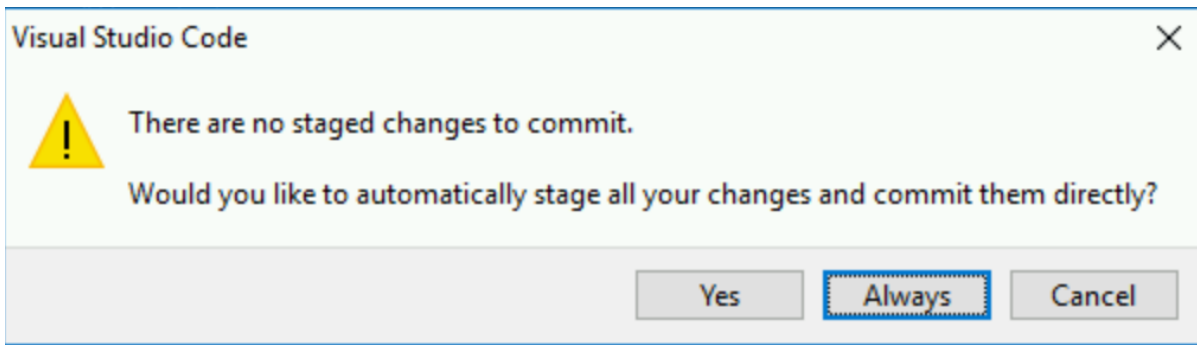 Visual Studio Code
There are no staged changes to commit.
Would you like to automatically stage all your changes and commit them directly?
Yes Always Cancel